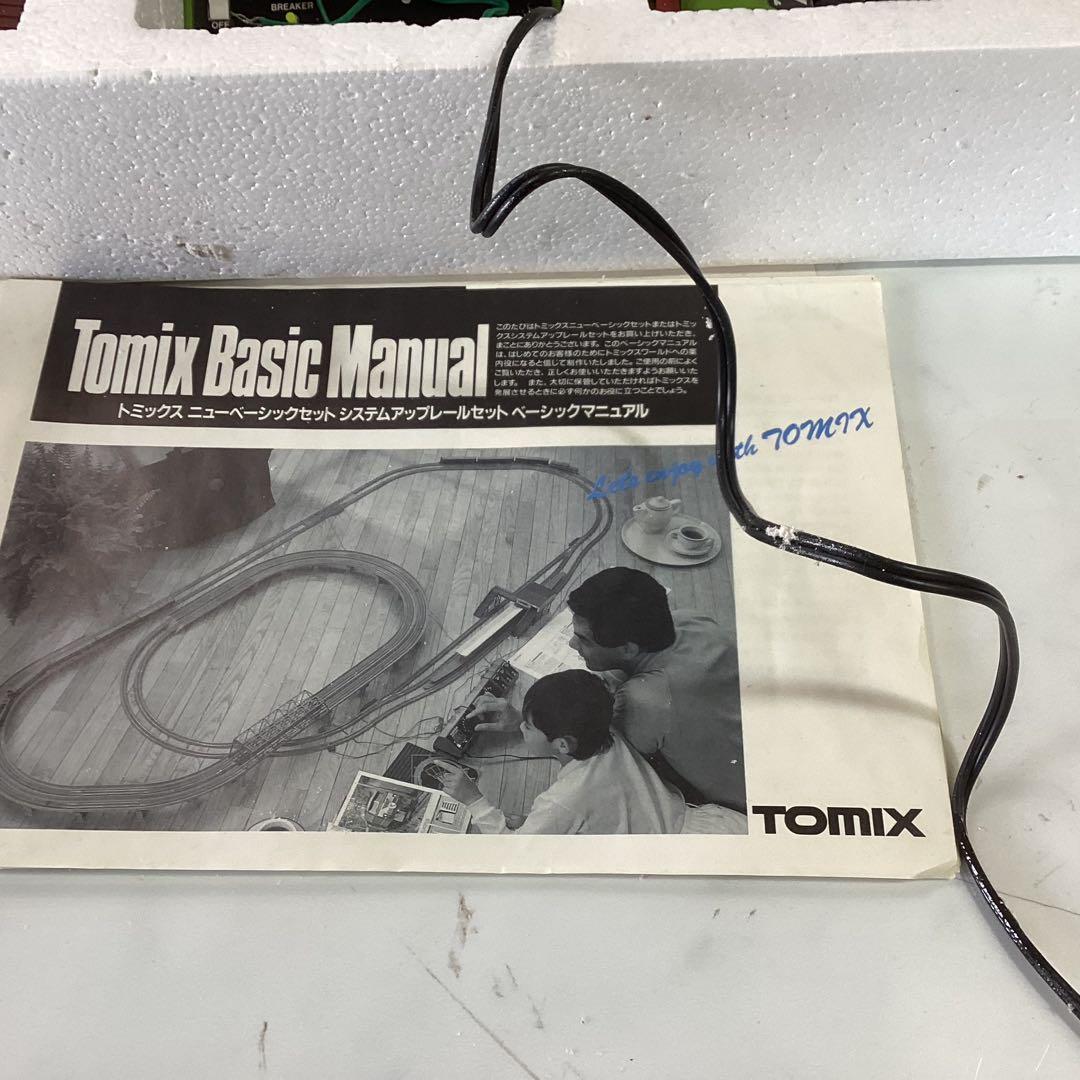 BREAKER
OFF
Tomix Basic Manual
このたびはトミックスニューベーシックセットまたはトミッ
クスシステムアップレールセットをお買い上げいただき、
まことにありがとうございます。このベーシックマニュアル
は、はじめてのお客様のためにトミックスワールドへの案
内役になると信じて制作いたしました。ご使用の前によく
ご覧いただき、正しくお使いいただきますようお願いいた
します。また、大切に保管していただければトミックスを
発展させるときに必ず何かのお役に立つことでしょう。
トミックス ニューベーシックセット システムアップレールセット ベーシックマニュアル
Let's enjoy with TOMIX
TOMIX